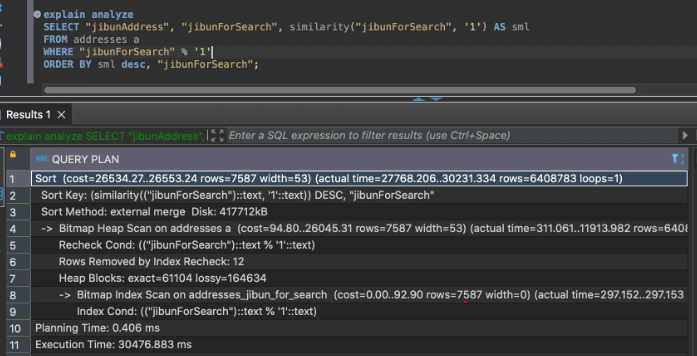 explain analyze
SELECT "jibunAddress", "jibunForSearch", similarity("jibunForSearch", '1') AS sml
FROM addresses a
WHERE "jibunForSearch" % '1'
ORDER BY sml desc, "jibunForSearch";
Results 1
explain analyze SELECT "jibunAddress", Enter a SQL expression to filter results (use Ctrl+Space)
ABC QUERY PLAN
1 Sort (cost=26534.27..26553.24 rows=7587 width=53) (actual time=27768.206..30231.334 rows=6408783 loops=1)
2 Sort Key: (similarity(("jibunForSearch")::text, '1'::text)) DESC, "jibunForSearch"
3 Sort Method: external merge Disk: 417712kB
4 -> Bitmap Heap Scan on addresses a (cost=94.80..26045.31 rows=7587 width=53) (actual time=311.061..11913.982 rows=6408
5 Recheck Cond: (("jibunForSearch")::text % '1'::text)
6 Rows Removed by Index Recheck: 12
7 Heap Blocks: exact=61104 lossy=164634
8 -> Bitmap Index Scan on addresses_jibun_for_search (cost=0.00..92.90 rows=7587 width=0) (actual time=297.152..297.153
9 Index Cond: (("jibunForSearch")::text % '1'::text)
10 Planning Time: 0.406 ms
11 Execution Time: 30476.883 ms